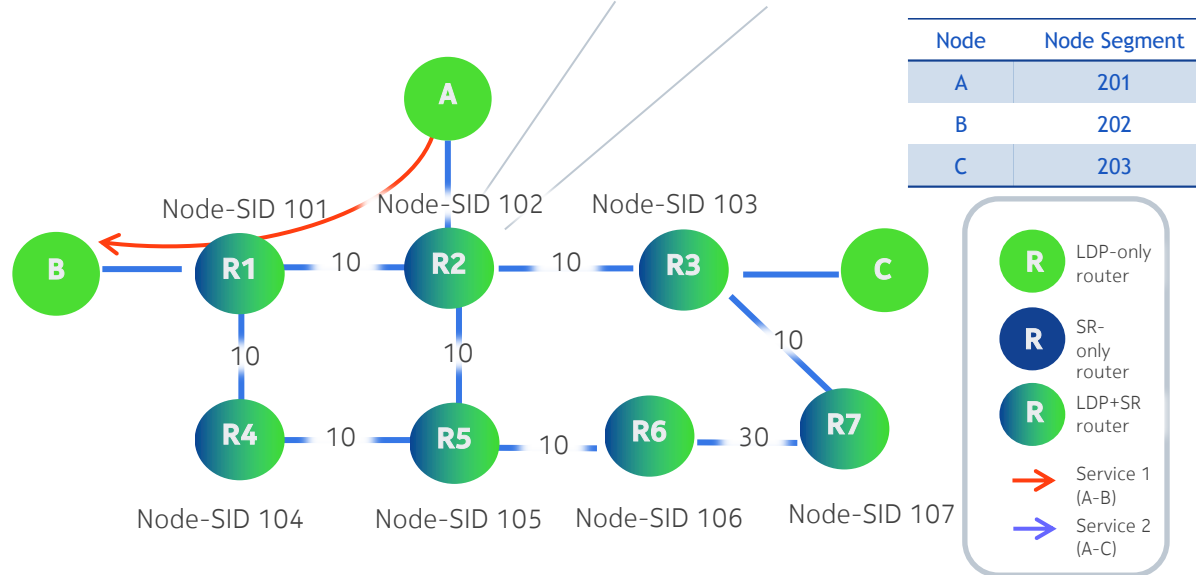 Node Node Segment
A 201
B 202
C 203
A
Node-SID 101
Node-SID 102
Node-SID 103
B
R1
10
R2
10
R3
C
10
10
10
R4
10
R5
10
R6
30
R7
Node-SID 104
Node-SID 105
Node-SID 106
Node-SID 107
R
LDP-only
router
R
SR-
only
router
R
LDP+SR
router
Service 1
(A-B)
Service 2
(A-C)